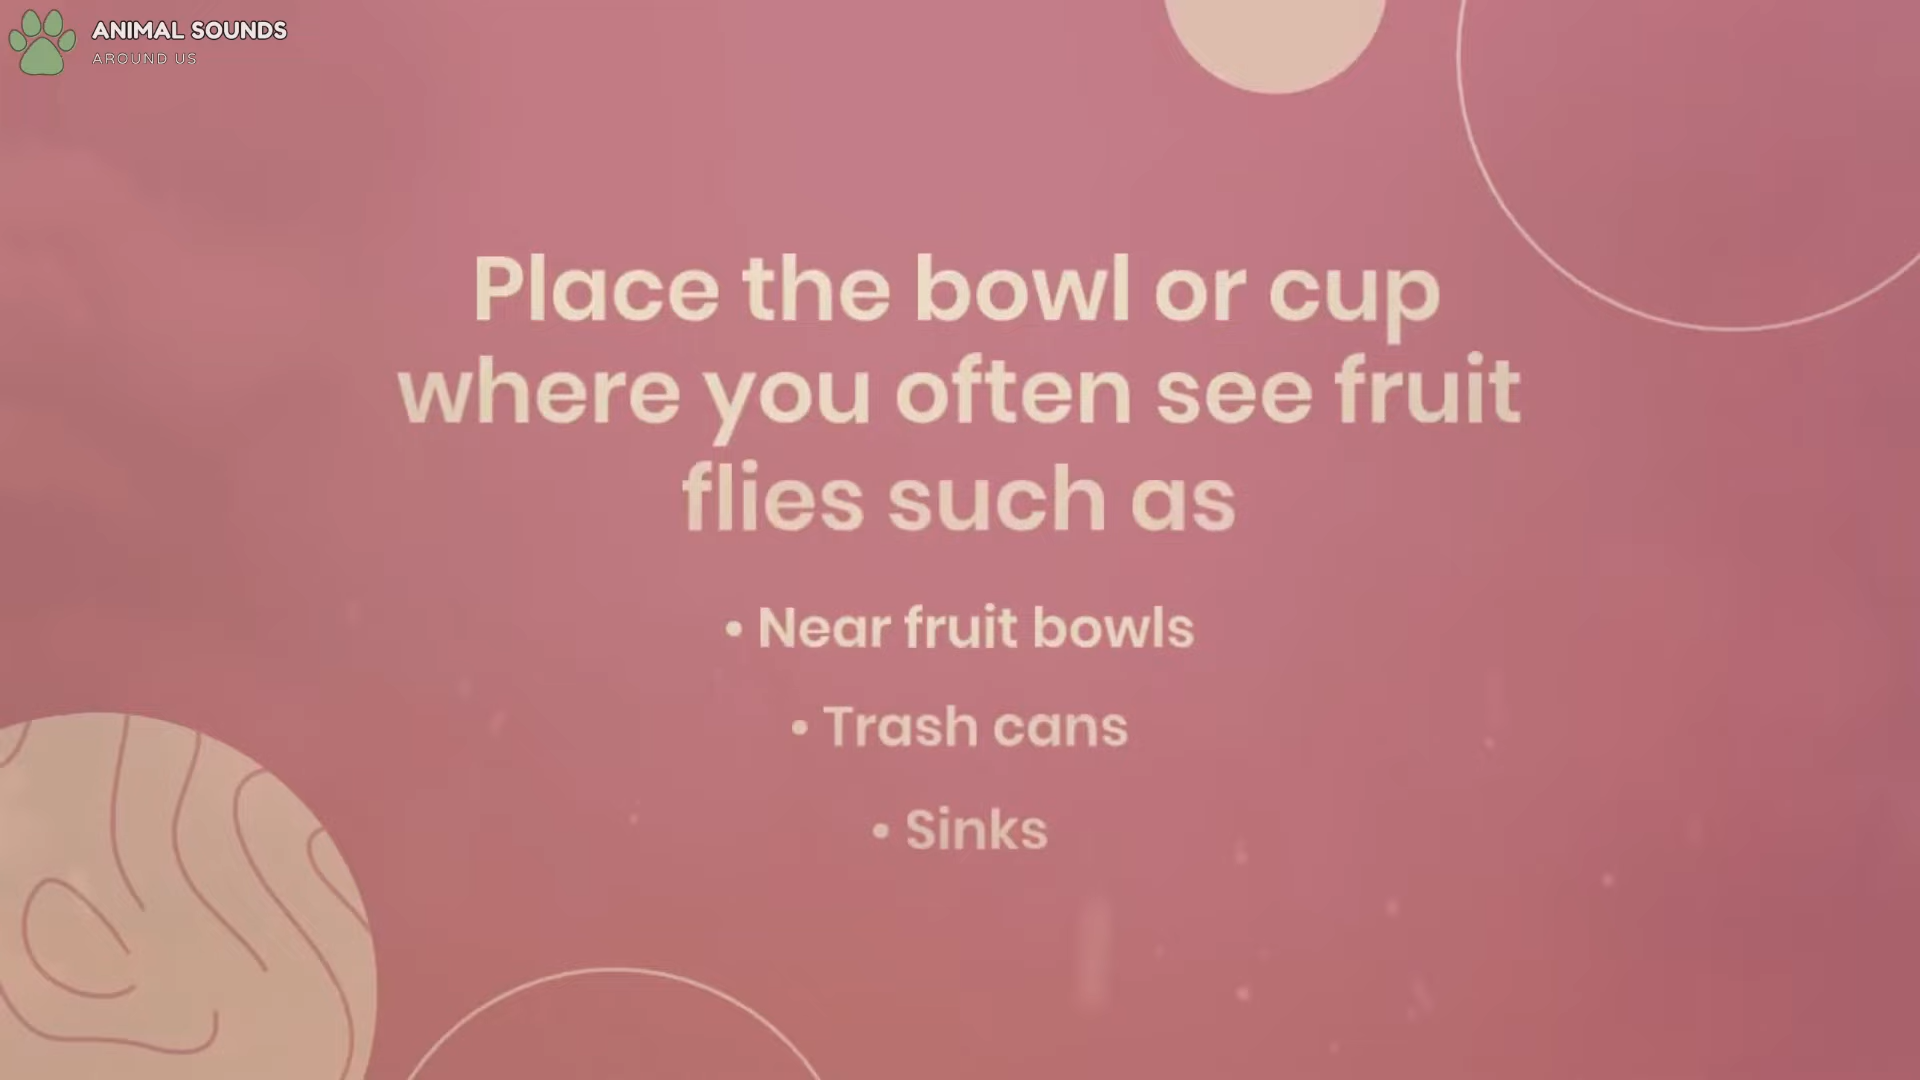 ANIMAL SOUNDS
AROUND US
Place the bowl or cup
where you often see fruit
flies such as
• Near fruit bowls
• Trash cans
• Sinks